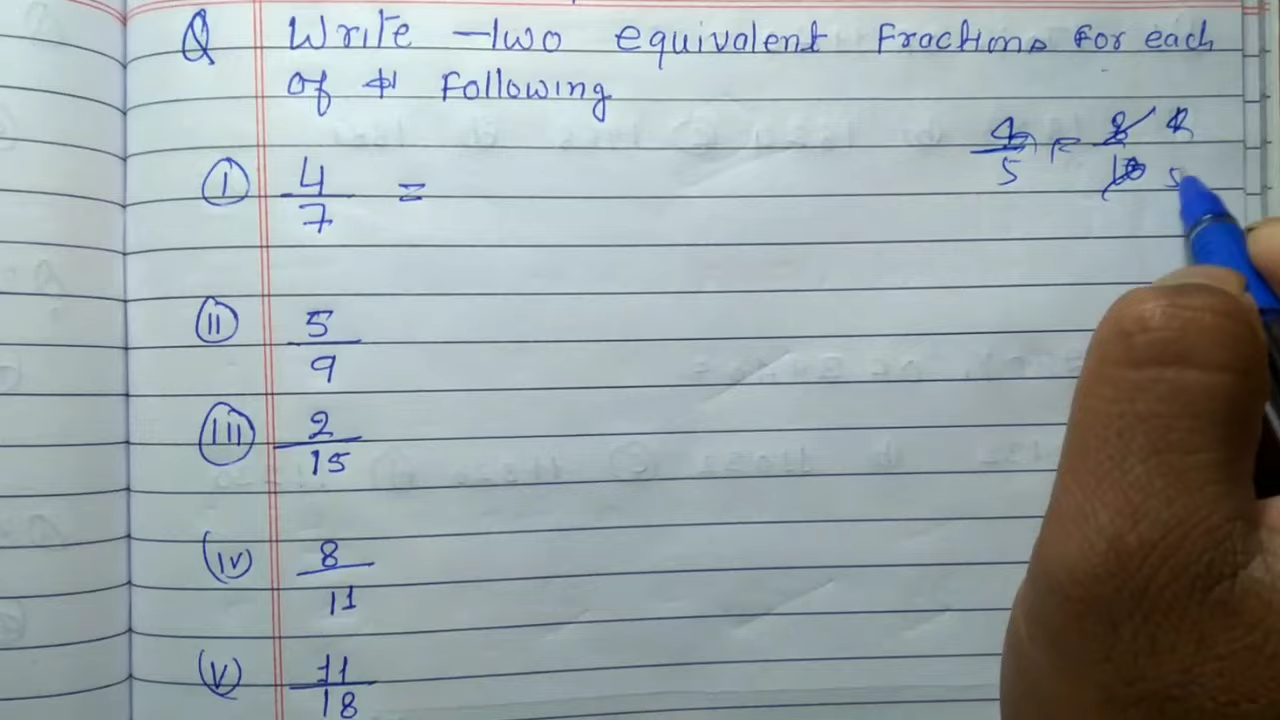 Q Write two equivalent Fractions For each
of Following
(i) 4/7 =
(ii) 5/9
(iii) 2/15
(iv) 8/11
(v) 11/18